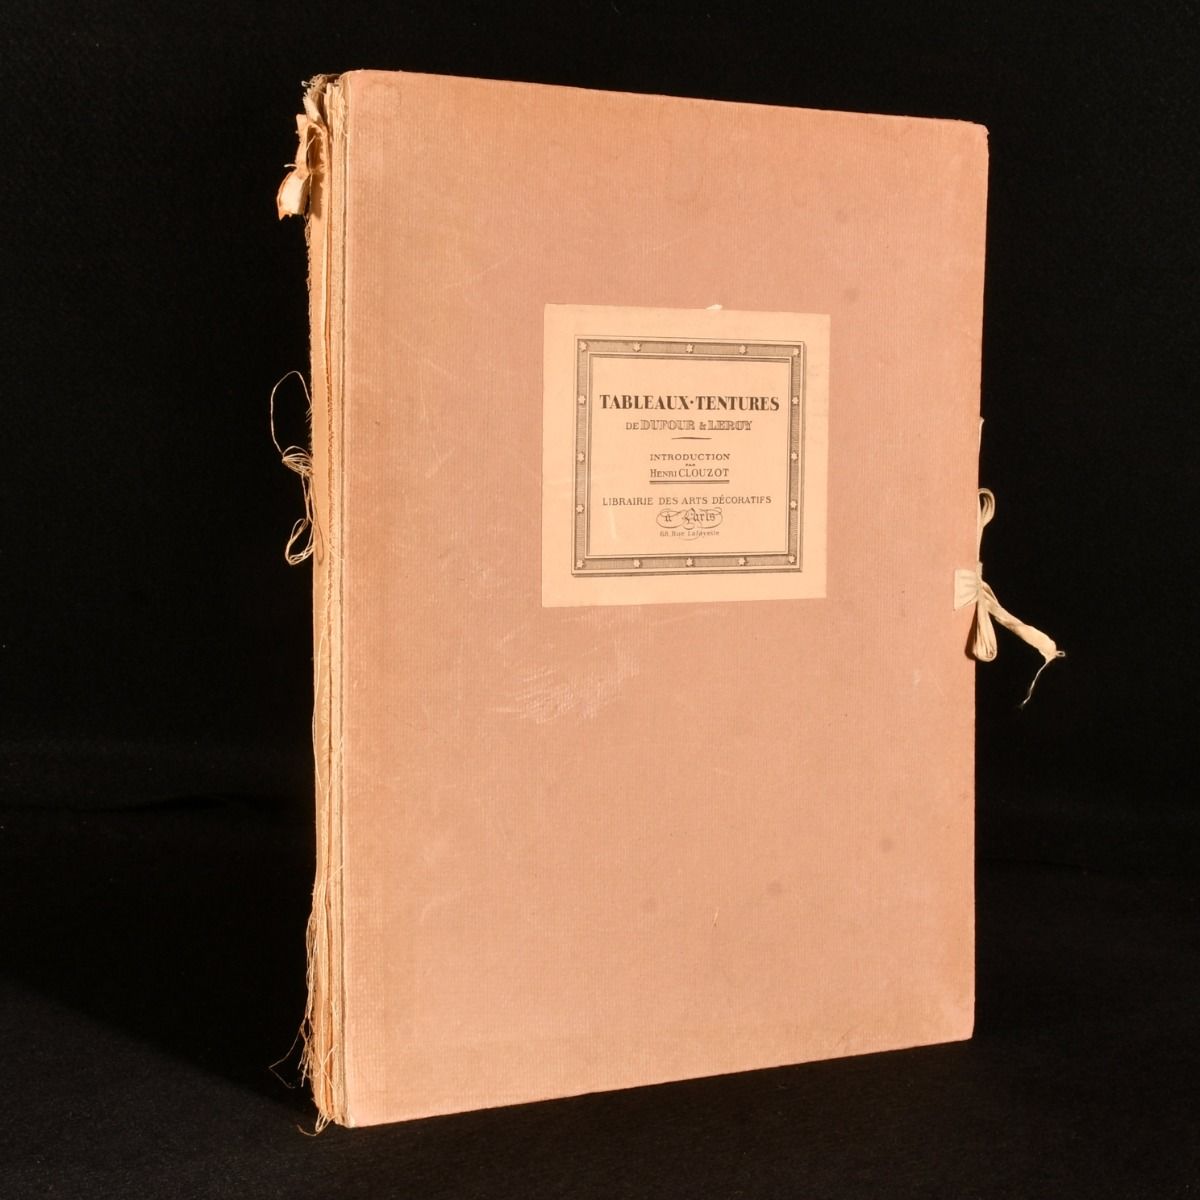 TABLEAUX·TENTURES
DE DUFOUR & LEROY
INTRODUCTION
PAR
HENRI CLOUZOT
LIBRAIRIE DES ARTS DÉCORATIFS
à Paris
68, Rue Lafayette